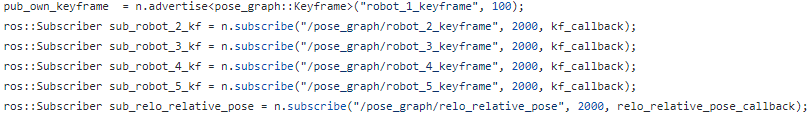 pub_own_keyframe  = n.advertise<pose_graph::Keyframe>("robot_1_keyframe", 100);
ros::Subscriber sub_robot_2_kf = n.subscribe("/pose_graph/robot_2_keyframe", 2000, kf_callback);
ros::Subscriber sub_robot_3_kf = n.subscribe("/pose_graph/robot_3_keyframe", 2000, kf_callback);
ros::Subscriber sub_robot_4_kf = n.subscribe("/pose_graph/robot_4_keyframe", 2000, kf_callback);
ros::Subscriber sub_robot_5_kf = n.subscribe("/pose_graph/robot_5_keyframe", 2000, kf_callback);
ros::Subscriber sub_relo_relative_pose = n.subscribe("/pose_graph/relo_relative_pose", 2000, relo_relative_pose_callback);